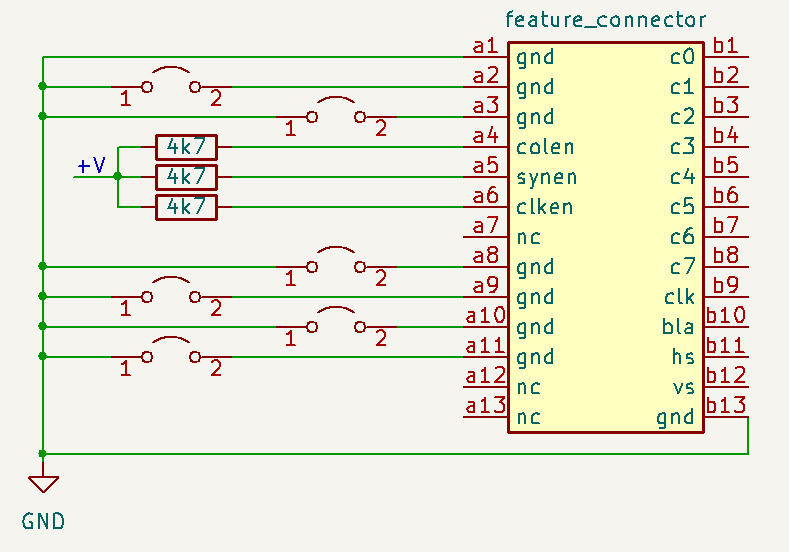 feature_connector
a1 gnd c0 b1
a2 gnd c1 b2
1 2
a3 gnd c2 b3
1 2
4k7 a4 colen c3 b4
+V 4k7 a5 synen c4 b5
4k7 a6 clken c5 b6
a7 nc c6 b7
a8 gnd c7 b8
1 2
a9 gnd clk b9
1 2
a10 gnd bla b10
1 2
a11 gnd hs b11
1 2
a12 nc vs b12
a13 nc gnd b13
GND